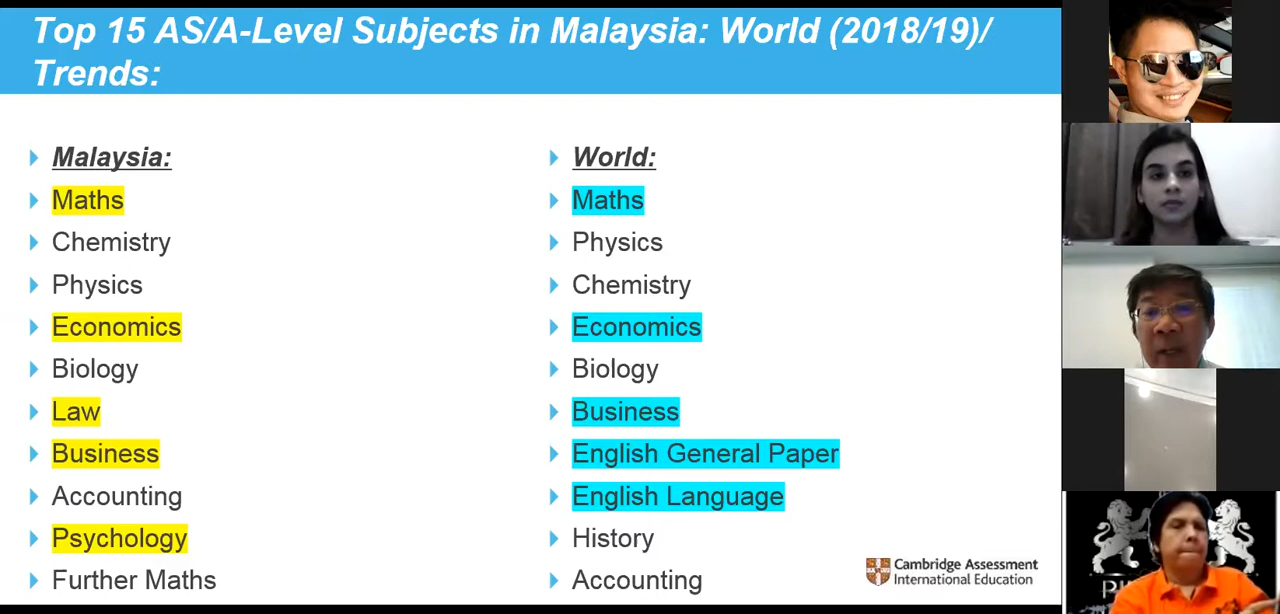 Top 15 AS/A-Level Subjects in Malaysia: World (2018/19)/
Trends:
Malaysia:
Maths
Chemistry
Physics
Economics
Biology
Law
Business
Accounting
Psychology
Further Maths
World:
Maths
Physics
Chemistry
Economics
Biology
Business
English General Paper
English Language
History
Accounting
Cambridge Assessment
International Education